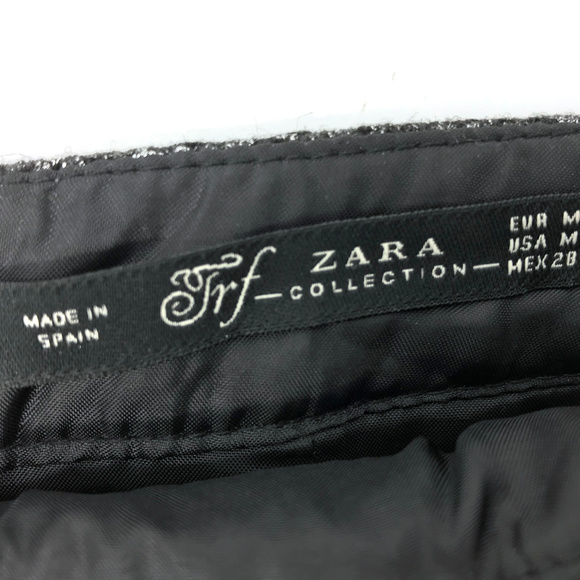 MADE IN
SPAIN
Trf
ZARA
COLLECTION
EUR M
USA M
MEX 28